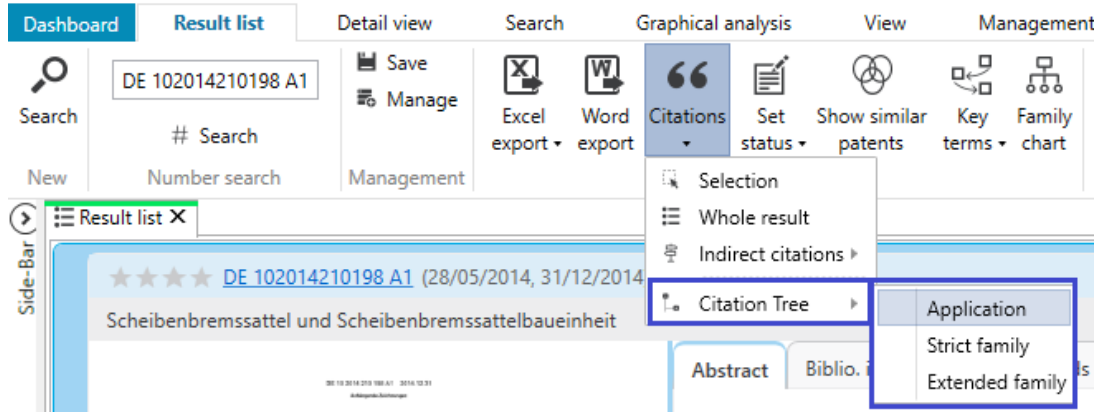 Dashboard Result list Detail view Search Graphical analysis View Management
DE 102014210198 A1
Save
Manage
Search
# Search
Excel export
Word export
Citations
Set status
Show similar patents
Key terms
Family chart
New
Number search
Management
Selection
Whole result
Indirect citations
Citation Tree
Application
Strict family
Extended family
Side-Bar
Result list X
DE 102014210198 A1 (28/05/2014, 31/12/2014
Scheibenbremssattel und Scheibenbremssattelbaueinheit
Abstract
Biblio. i
ls